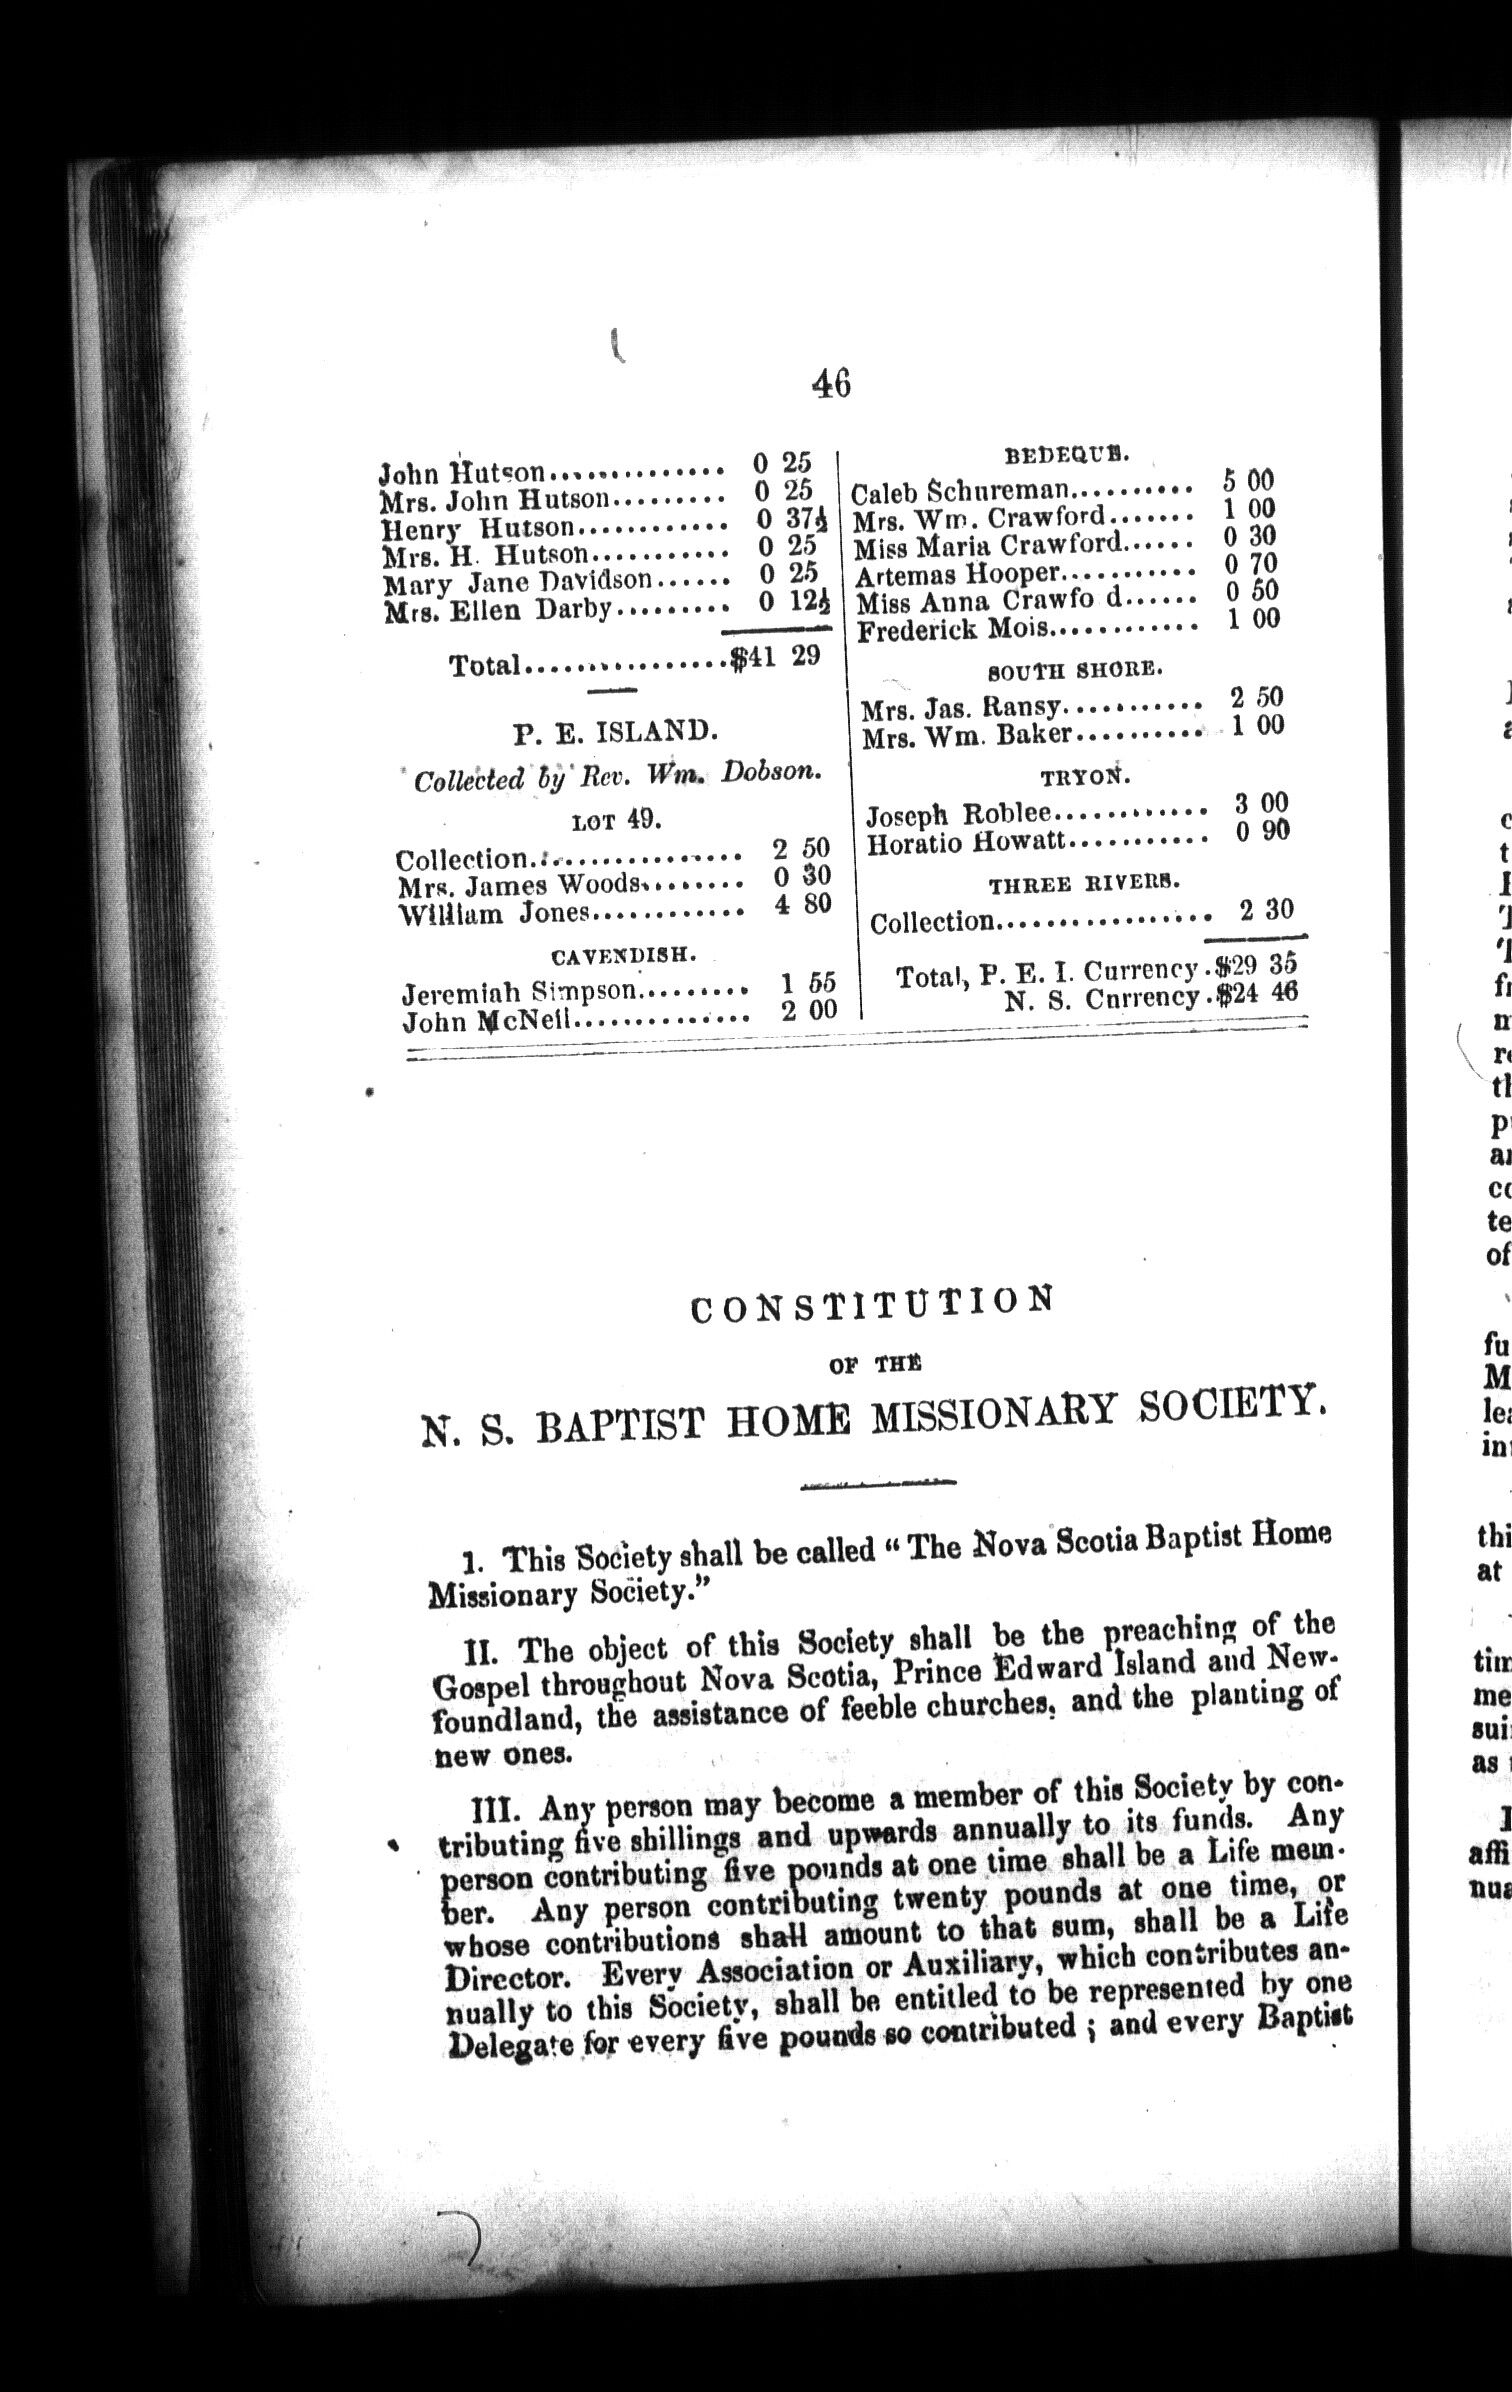 46
John Hutson.............. 0 25
Mrs. John Hutson......... 0 25
Henry Hutson............ 0 37½
Mrs. H. Hutson........... 0 25
Mary Jane Davidson...... 0 25
Mrs. Ellen Darby......... 0 12½
Total................$41 29
P. E. ISLAND.
Collected by Rev. Wm. Dobson.
LOT 49.
Collection................. 2 50
Mrs. James Woods........ 0 30
William Jones............ 4 80
CAVENDISH.
Jeremiah Simpson......... 1 55
John McNeil.............. 2 00
BEDEQUE.
Caleb Schureman.......... 5 00
Mrs. Wm. Crawford....... 1 00
Miss Maria Crawford...... 0 30
Artemas Hooper........... 0 70
Miss Anna Crawfo d...... 0 50
Frederick Mois............ 1 00
SOUTH SHORE.
Mrs. Jas. Ransy............ 2 50
Mrs. Wm. Baker.......... 1 00
TRYON.
Joseph Roblee............ 3 00
Horatio Howatt........... 0 90
THREE RIVERS.
Collection................. 2 30
Total, P. E. I. Currency.$29 35
N. S. Cnrrency.$24 46
CONSTITUTION
OF THE
N. S. BAPTIST HOME MISSIONARY SOCIETY.
1. This Society shall be called “ The Nova Scotia Baptist Home
Missionary Society.”
II. The object of this Society shall be the preaching of the
Gospel throughout Nova Scotia, Prince Edward Island and New-
foundland, the assistance of feeble churches, and the planting of
new ones.
III. Any person may become a member of this Society by con-
tributing five shillings and upwards annually to its funds. Any
person contributing five pounds at one time shall be a Life mem-
ber. Any person contributing twenty pounds at one time, or
whose contributions shall amount to that sum, shall be a Life
Director. Every Association or Auxiliary, which contributes an-
nually to this Society, shall be entitled to be represented by one
Delegate for every five pounds so contributed ; and every Baptist